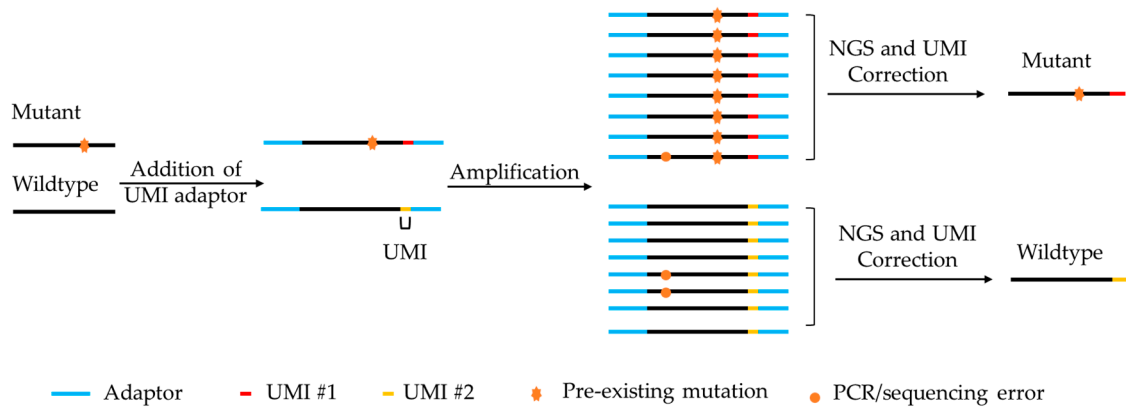 Mutant
Wildtype
Addition of
UMI adaptor
UMI
Amplification
NGS and UMI
Correction
Mutant
NGS and UMI
Correction
Wildtype
Adaptor
UMI #1
UMI #2
Pre-existing mutation
PCR/sequencing error